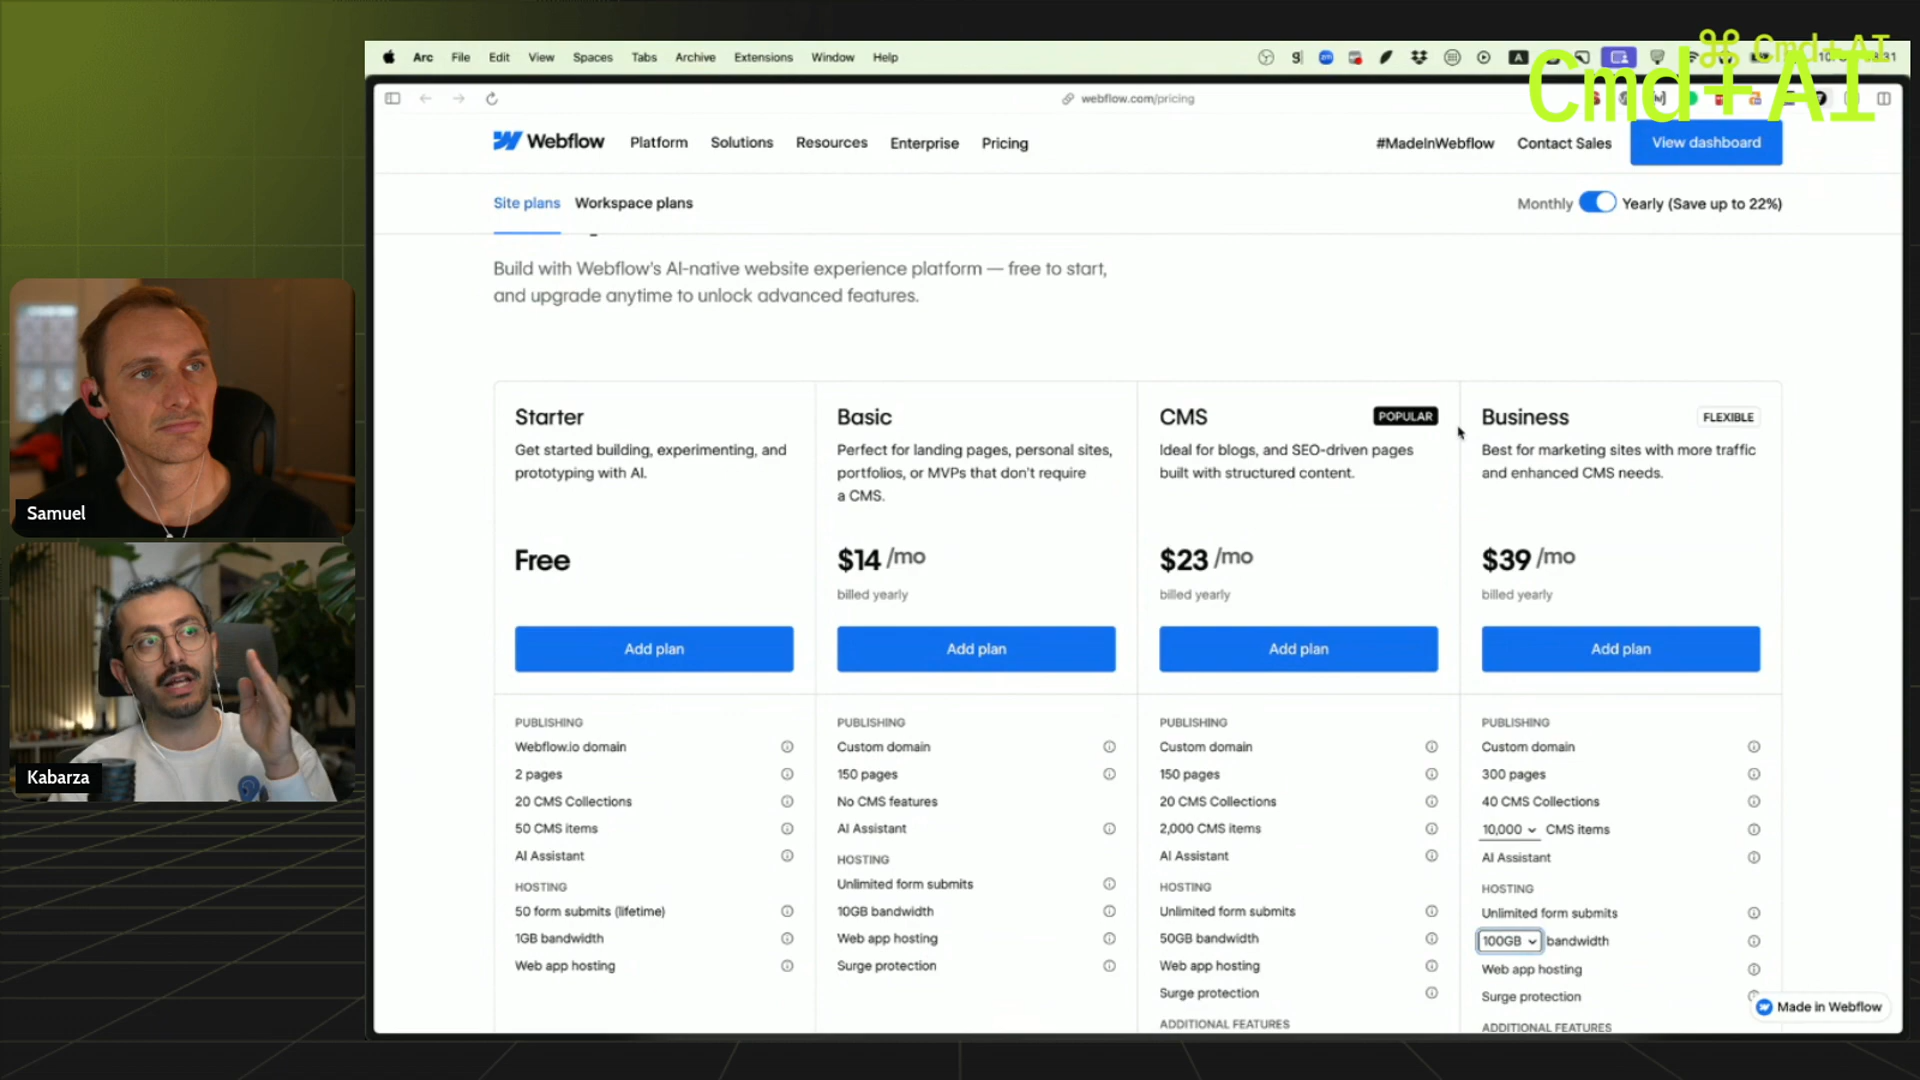 Arc File Edit View Spaces Tabs Archive Extensions Window Help
Cmd+AI
Cmd+AI
webflow.com/pricing
Webflow Platform Solutions Resources Enterprise Pricing #MadeInWebflow Contact Sales View dashboard
Site plans Workspace plans Monthly Yearly (Save up to 22%)
Build with Webflow's AI-native website experience platform — free to start,
and upgrade anytime to unlock advanced features.
Starter
Get started building, experimenting, and
prototyping with AI.
Free
Add plan
PUBLISHING
Webflow.io domain
2 pages
20 CMS Collections
50 CMS items
AI Assistant
HOSTING
50 form submits (lifetime)
1GB bandwidth
Web app hosting
Basic
Perfect for landing pages, personal sites,
portfolios, or MVPs that don't require
a CMS.
$14 /mo
billed yearly
Add plan
PUBLISHING
Custom domain
150 pages
No CMS features
AI Assistant
HOSTING
Unlimited form submits
10GB bandwidth
Web app hosting
Surge protection
CMS POPULAR
Ideal for blogs, and SEO-driven pages
built with structured content.
$23 /mo
billed yearly
Add plan
PUBLISHING
Custom domain
150 pages
20 CMS Collections
2,000 CMS items
AI Assistant
HOSTING
Unlimited form submits
50GB bandwidth
Web app hosting
Surge protection
ADDITIONAL FEATURES
Business FLEXIBLE
Best for marketing sites with more traffic
and enhanced CMS needs.
$39 /mo
billed yearly
Add plan
PUBLISHING
Custom domain
300 pages
40 CMS Collections
10,000 CMS items
AI Assistant
HOSTING
Unlimited form submits
100GB bandwidth
Web app hosting
Surge protection
ADDITIONAL FEATURES
Made in Webflow
Samuel
Kabarza